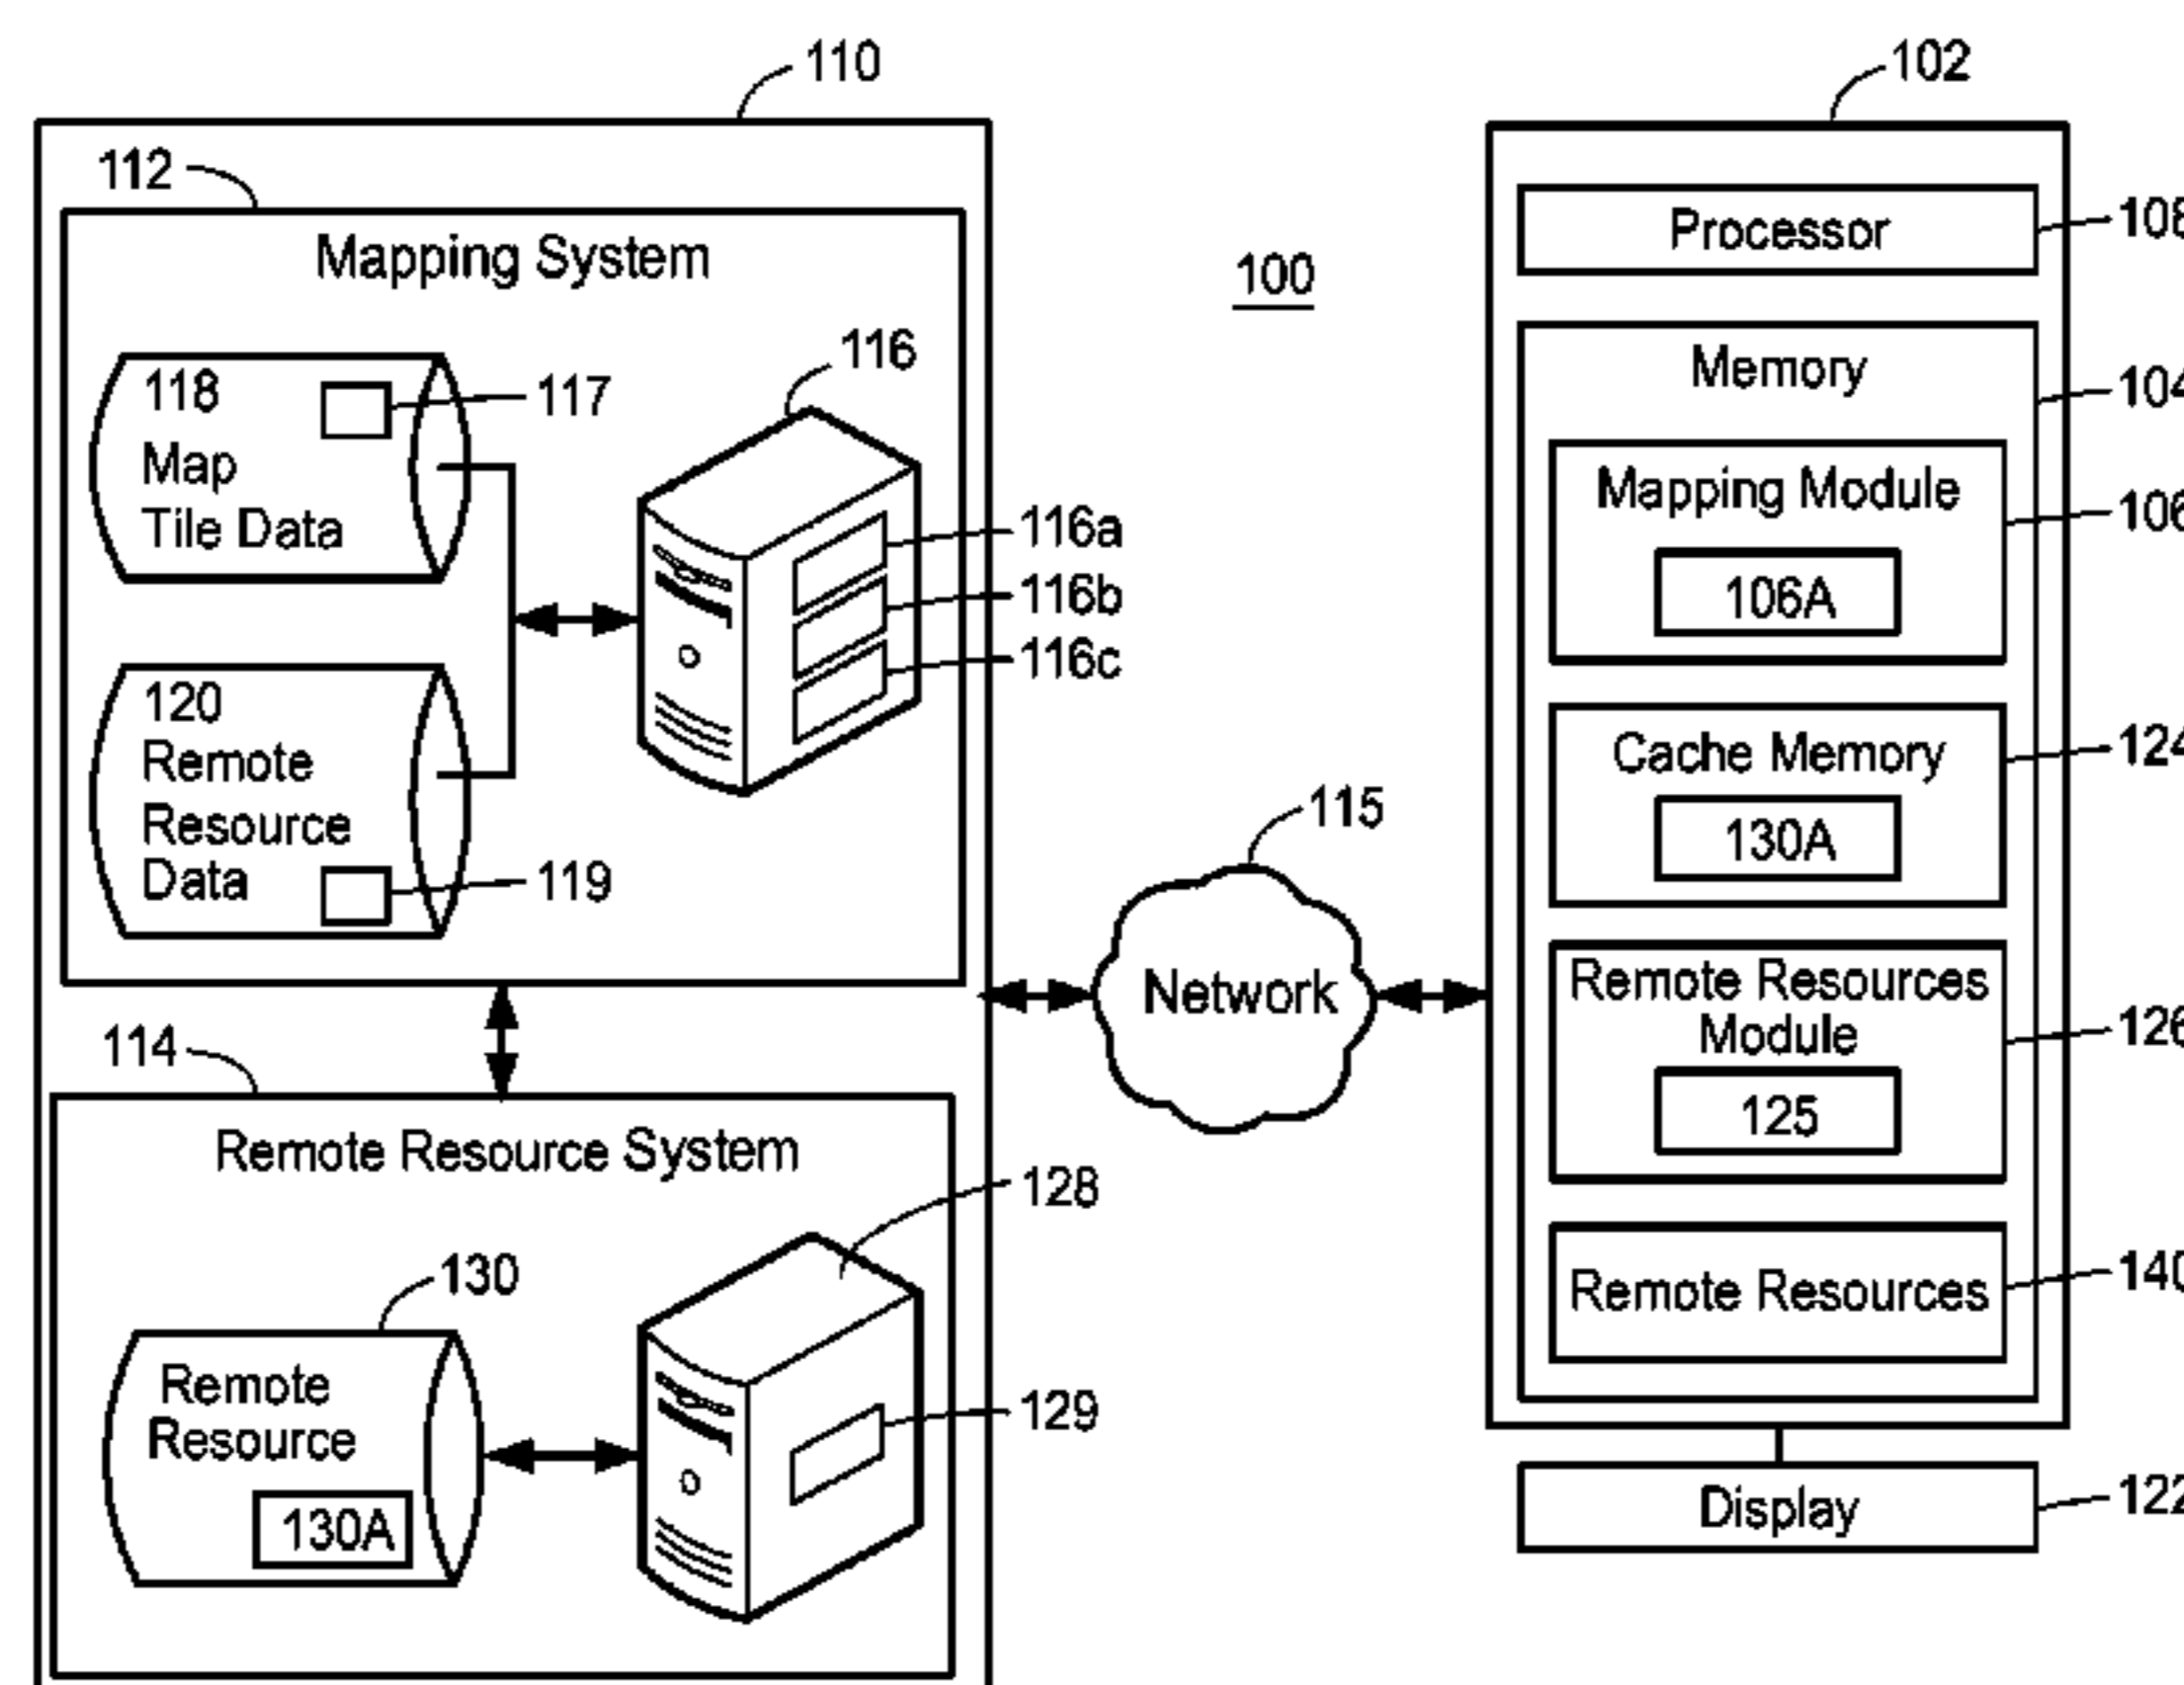 110
102
112
Mapping System
Processor
108
100
116
Memory
104
118
117
Map
Tile Data
Mapping Module
106
106A
116a
116b
116c
120
Remote
Resource
Data
119
Cache Memory
124
130A
115
Network
Remote Resources
Module
126
125
114
Remote Resource System
128
130
Remote
Resource
130A
129
Remote Resources
140
Display
122